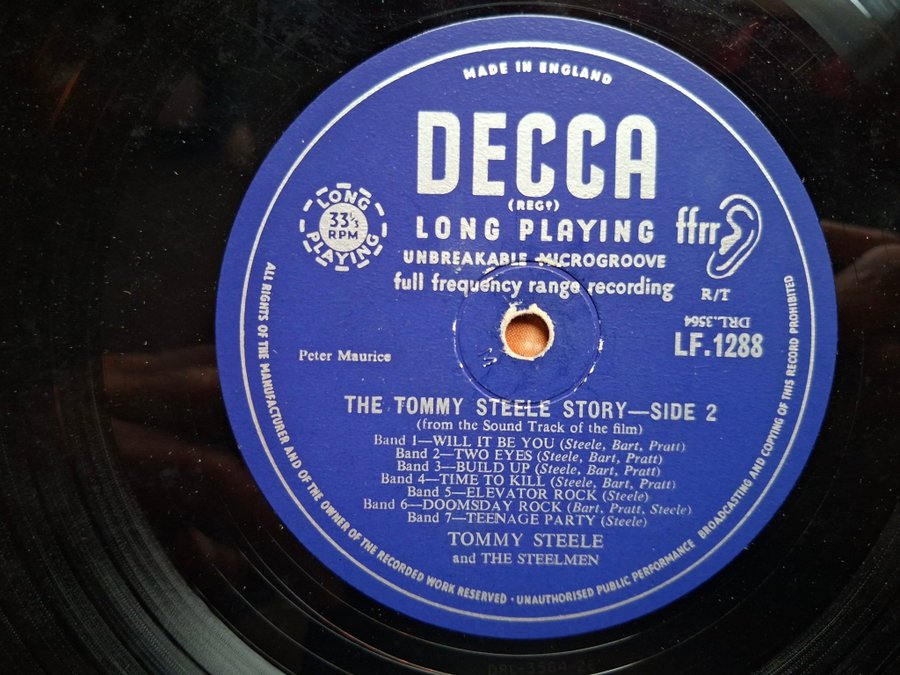 MADE IN ENGLAND
DECCA
(REGD)
LONG PLAYING
33⅓
RPM
LONG PLAYING
ffrr
UNBREAKABLE MICROGROOVE
full frequency range recording
R/T
DRL.3564
LF.1288
Peter Maurice
THE TOMMY STEELE STORY—SIDE 2
(from the Sound Track of the film)
Band 1—WILL IT BE YOU (Steele, Bart, Pratt)
Band 2—TWO EYES (Steele, Bart, Pratt)
Band 3—BUILD UP (Steele, Bart, Pratt)
Band 4—TIME TO KILL (Steele, Bart, Pratt)
Band 5—ELEVATOR ROCK (Steele)
Band 6—DOOMSDAY ROCK (Bart, Pratt, Steele)
Band 7—TEENAGE PARTY (Steele)
TOMMY STEELE
and THE STEELMEN
ALL RIGHTS OF THE MANUFACTURER AND OF THE OWNER OF THE RECORDED WORK RESERVED · UNAUTHORISED PUBLIC PERFORMANCE BROADCASTING AND COPYING OF THIS RECORD PROHIBITED